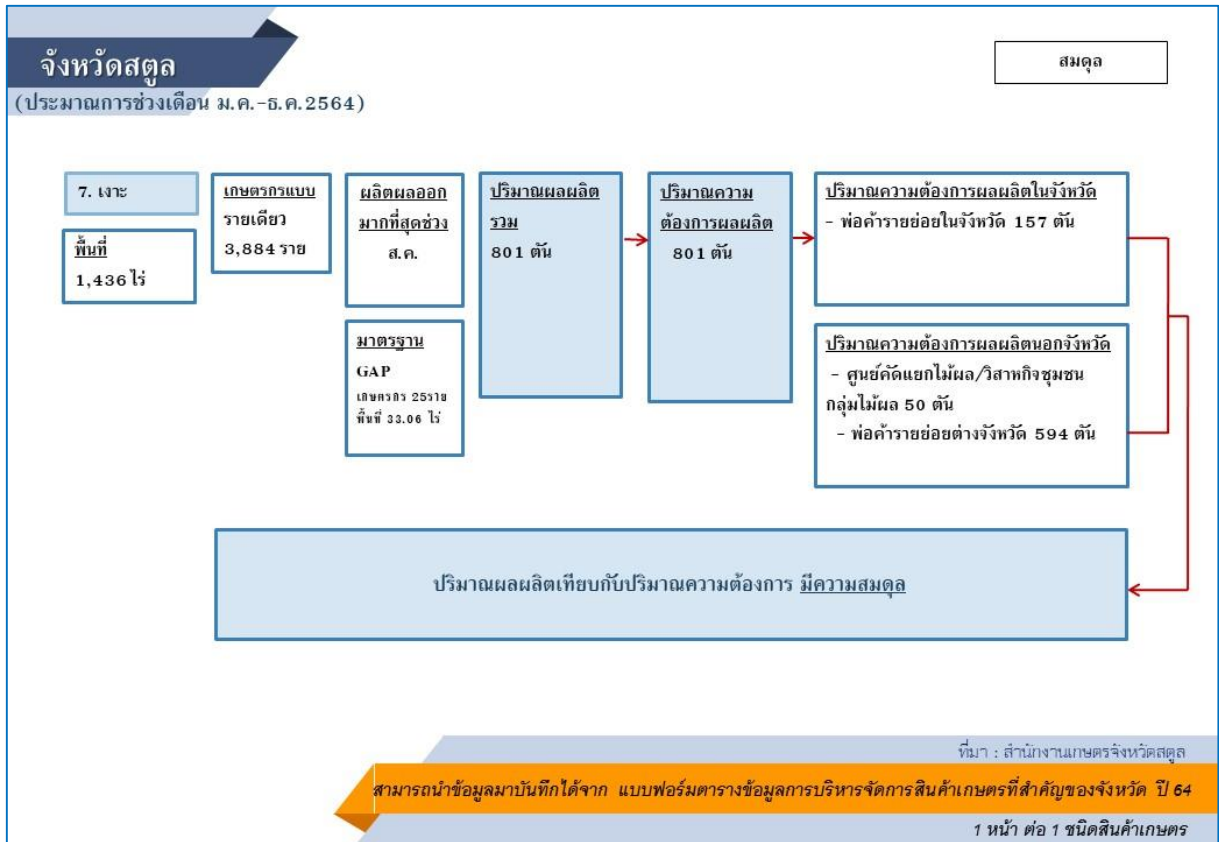 จังหวัดสตูล
(ประมาณการช่วงเดือน ม.ค.-ธ.ค.2564)
สมดุล
7. เงาะ
พื้นที่
1,436 ไร่
เกษตรกรแบบ
รายเดียว
3,884 ราย
ผลิตผลออก
มากที่สุดช่วง
ส.ค.
มาตรฐาน
GAP
เกษตรกร 25ราย
พื้นที่ 33.06 ไร่
ปริมาณผลผลิต
รวม
801 ตัน
ปริมาณความ
ต้องการผลผลิต
801 ตัน
ปริมาณความต้องการผลผลิตในจังหวัด
- พ่อค้ารายย่อยในจังหวัด 157 ตัน
ปริมาณความต้องการผลผลิตนอกจังหวัด
- ศูนย์คัดแยกไม้ผล/วิสาหกิจชุมชน
กลุ่มไม้ผล 50 ตัน
- พ่อค้ารายย่อยต่างจังหวัด 594 ตัน
ปริมาณผลผลิตเทียบกับปริมาณความต้องการ มีความสมดุล
ที่มา : สำนักงานเกษตรจังหวัดสตูล
สามารถนำข้อมูลมาบันทึกได้จาก แบบฟอร์มตารางข้อมูลการบริหารจัดการสินค้าเกษตรที่สำคัญของจังหวัด ปี 64
1 หน้า ต่อ 1 ชนิดสินค้าเกษตร